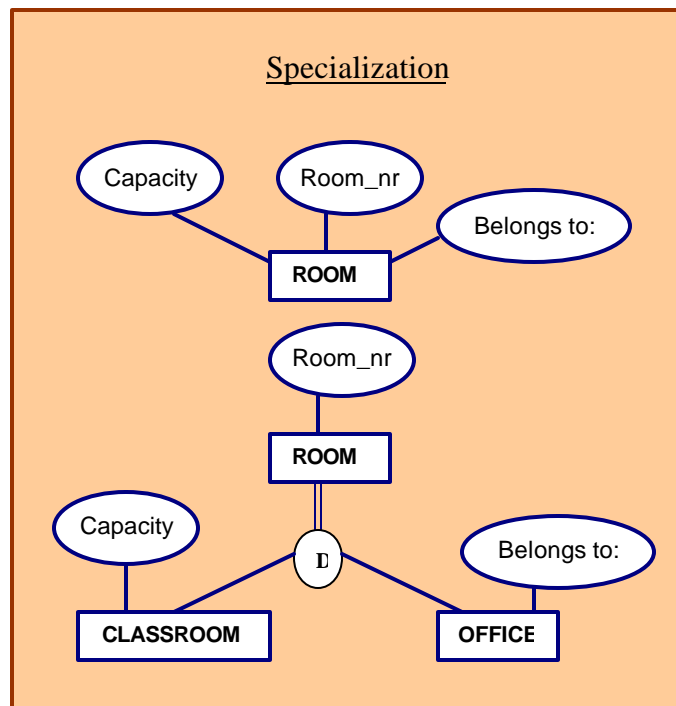 Specialization
Capacity
Room_nr
Belongs to:
ROOM
Room_nr
ROOM
Capacity
D
Belongs to:
CLASSROOM
OFFICE